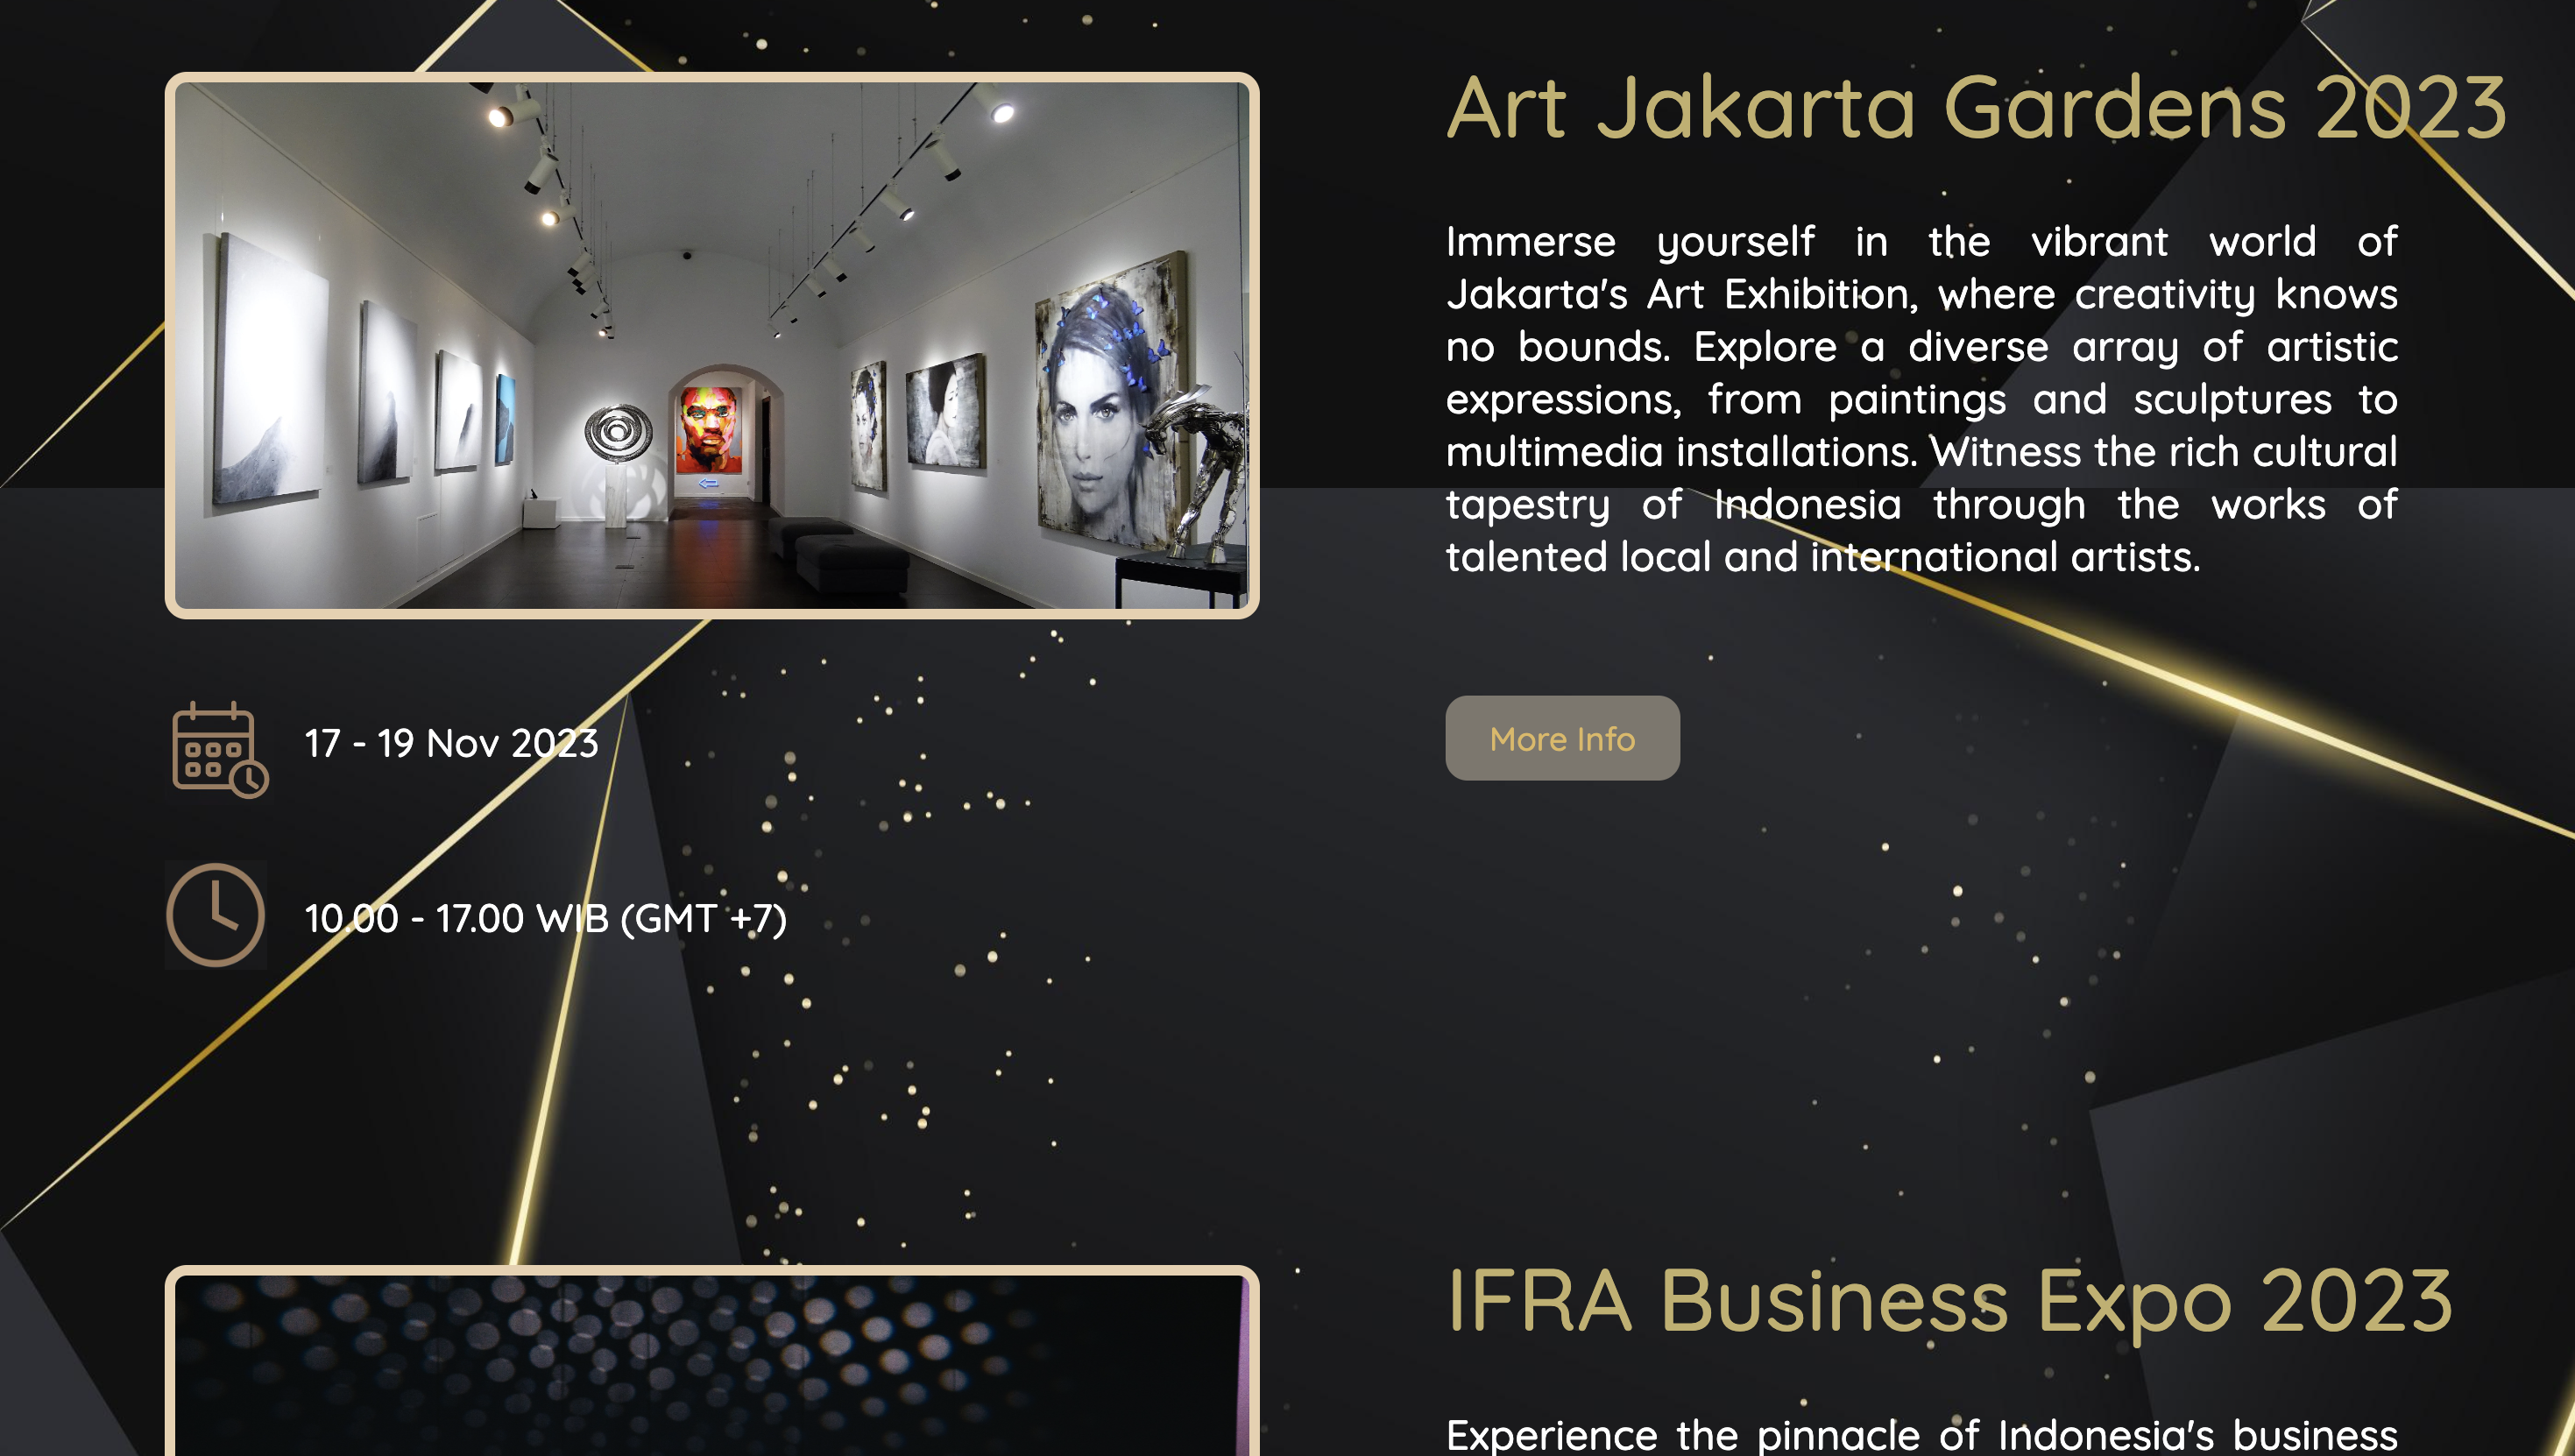 Art Jakarta Gardens 2023
Immerse yourself in the vibrant world of
Jakarta's Art Exhibition, where creativity knows
no bounds. Explore a diverse array of artistic
expressions, from paintings and sculptures to
multimedia installations. Witness the rich cultural
tapestry of Indonesia through the works of
talented local and international artists.
17 - 19 Nov 2023
More Info
10.00 - 17.00 WIB (GMT +7)
IFRA Business Expo 2023
Experience the pinnacle of Indonesia's business